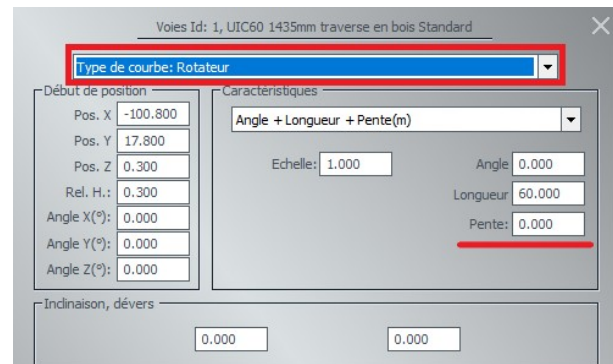 Voies Id: 1, UIC60 1435mm traverse en bois Standard
Type de courbe: Rotateur
Début de position
Caractéristiques
Pos. X -100.800
Angle + Longueur + Pente(m)
Pos. Y 17.800
Pos. Z 0.300
Echelle: 1.000
Angle 0.000
Rel. H.: 0.300
Longueur 60.000
Angle X(°): 0.000
Pente: 0.000
Angle Y(°): 0.000
Angle Z(°): 0.000
Indinaison, dévers
0.000 0.000